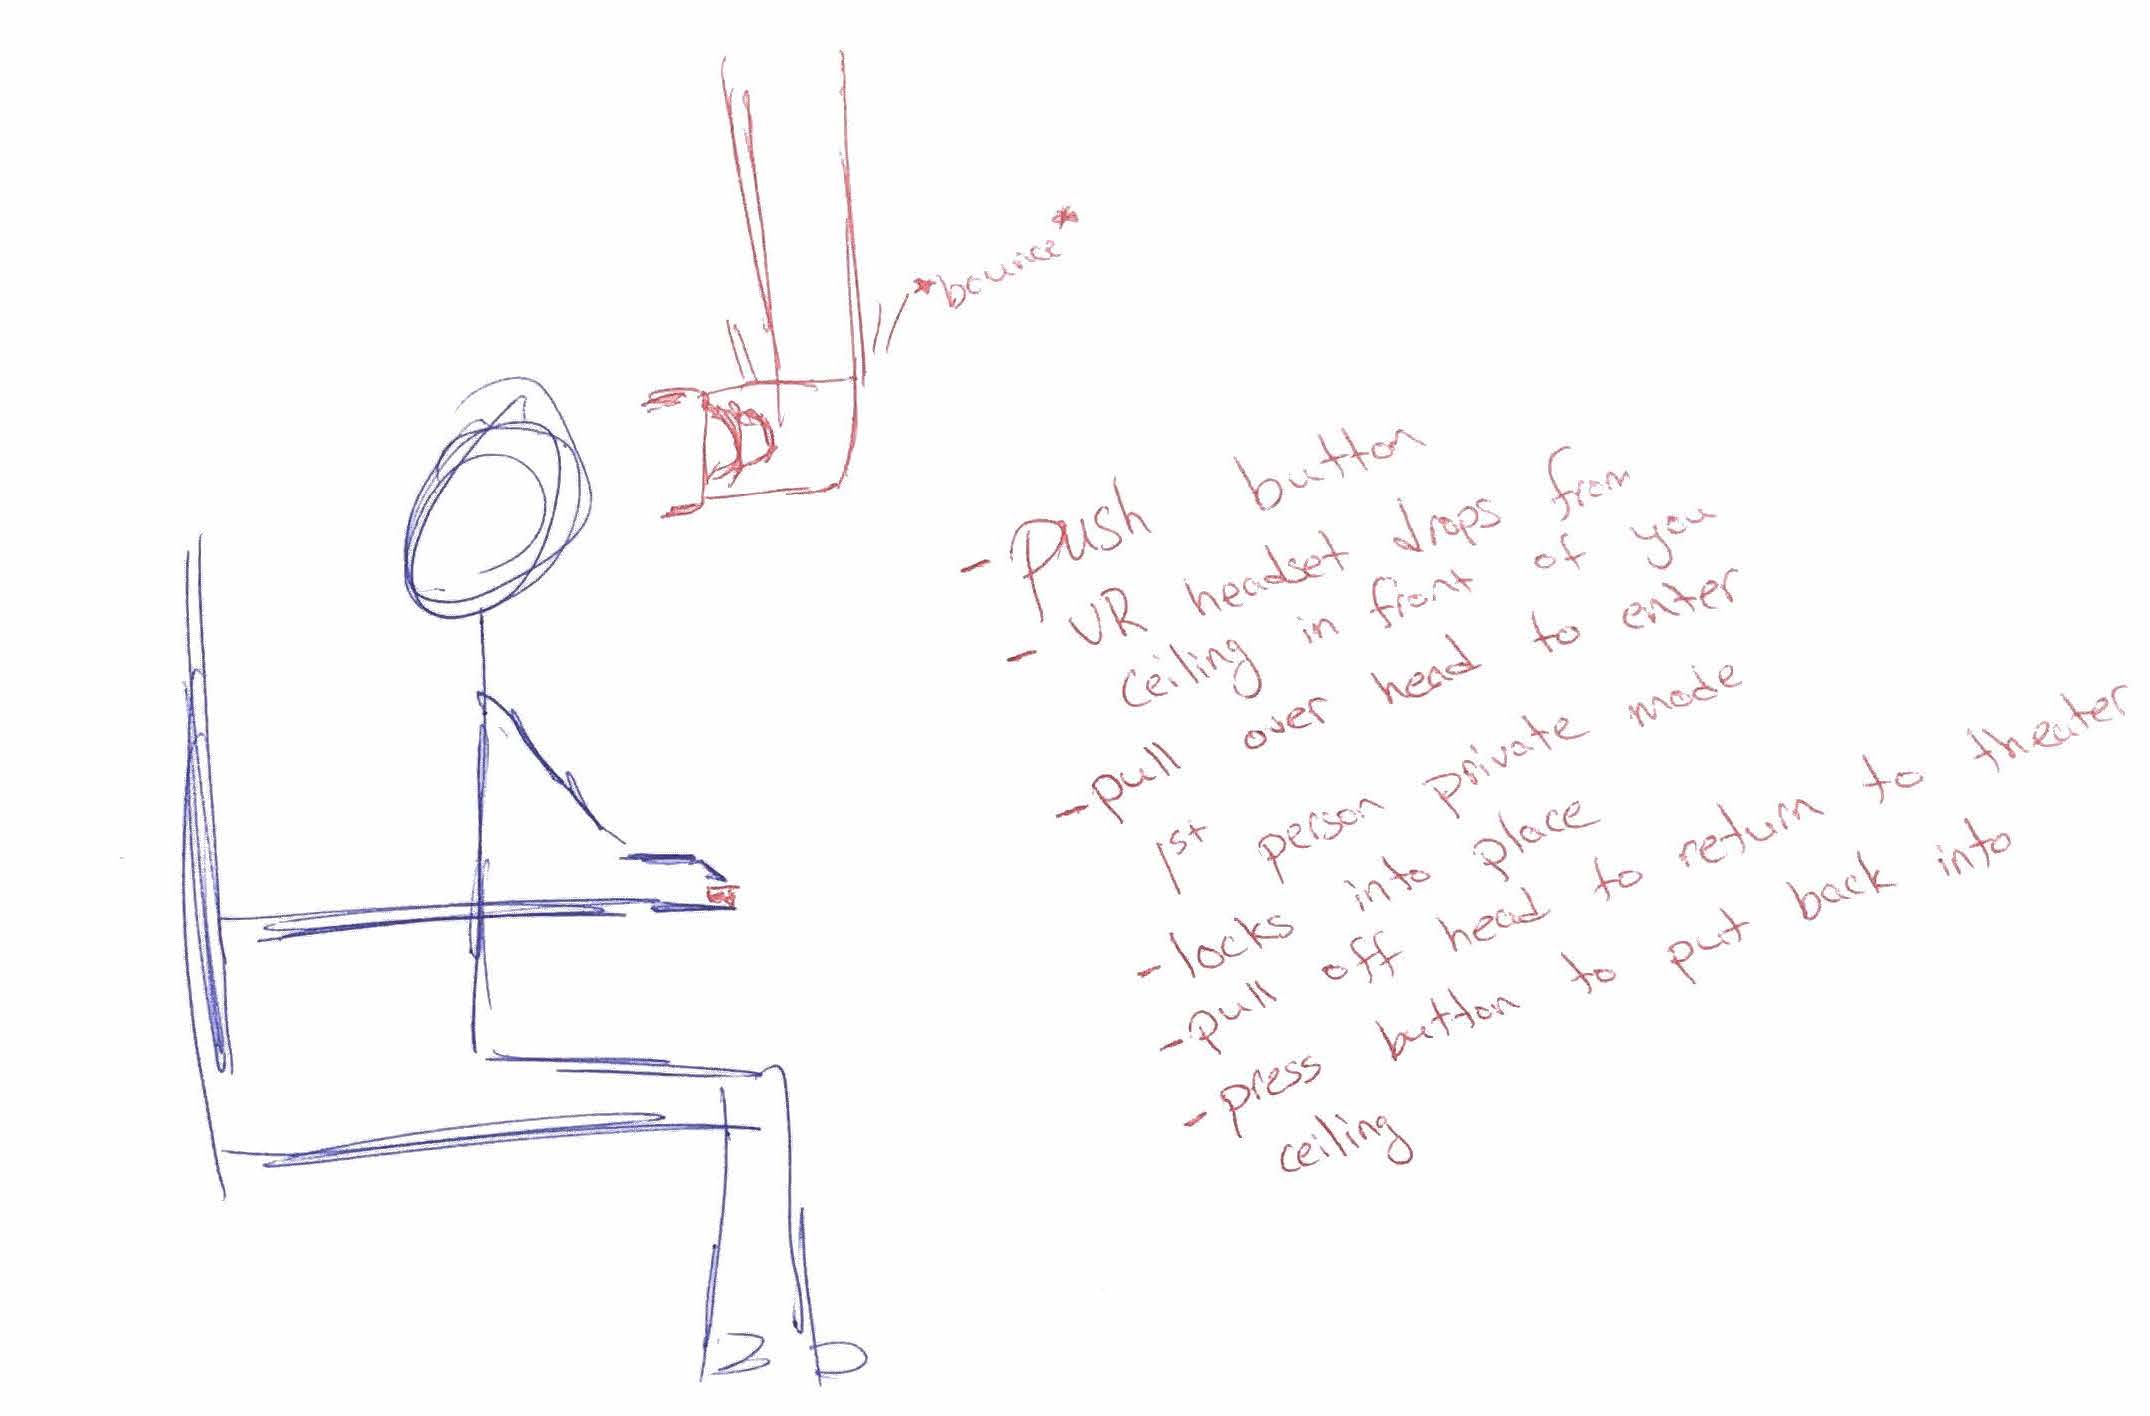 *bounce*
- push button
- VR headset drops from
ceiling in front of you
- pull over head to enter
1st person private mode
- locks into place
- pull off head to return to theater
- press button to put back into
ceiling